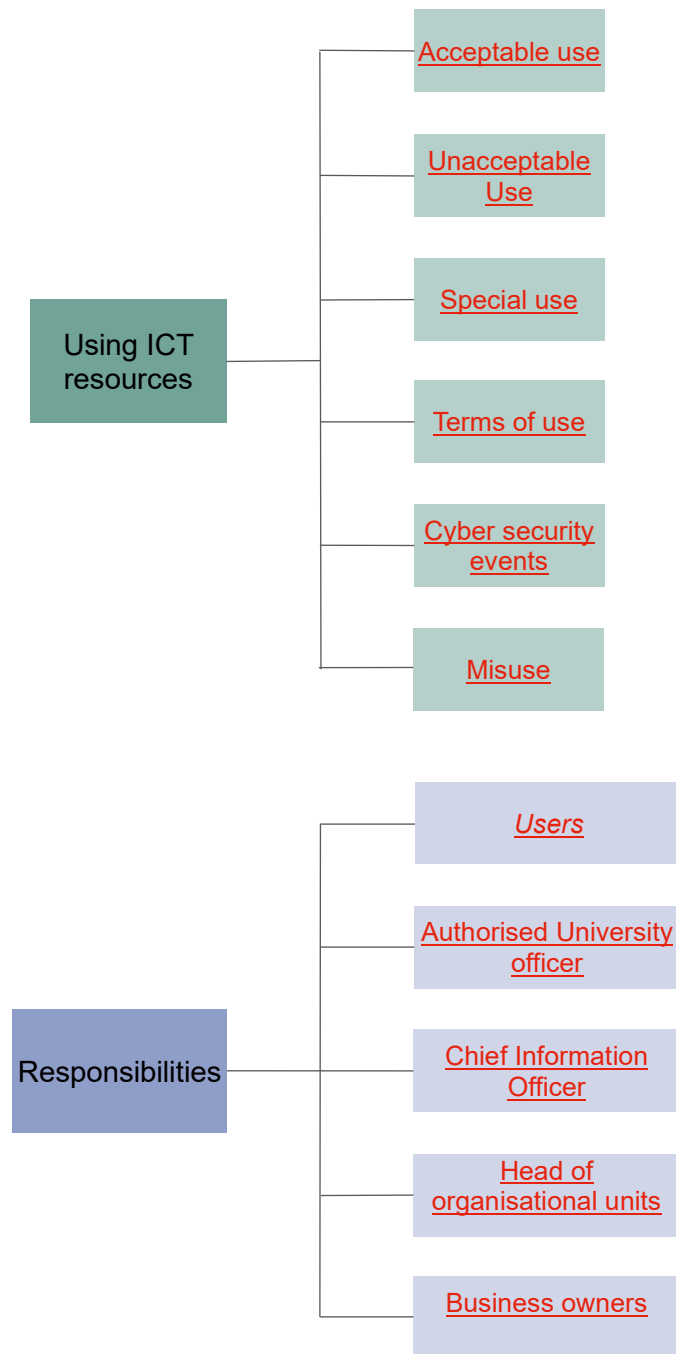 Acceptable use
Unacceptable
Use
Special use
Using ICT
resources
Terms of use
Cyber security
events
Misuse
Users
Authorised University
officer
Responsibilities
Chief Information
Officer
Head of
organisational units
Business owners